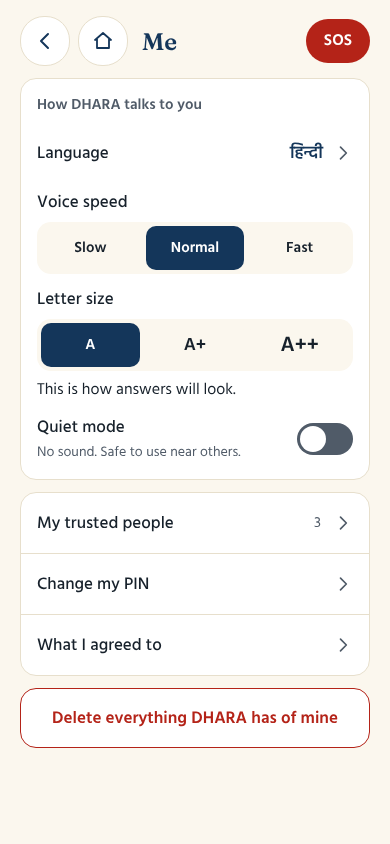 Me
SOS
How DHARA talks to you
Language हिन्दी
Voice speed
Slow Normal Fast
Letter size
A A+ A++
This is how answers will look.
Quiet mode
No sound. Safe to use near others.
My trusted people 3
Change my PIN
What I agreed to
Delete everything DHARA has of mine